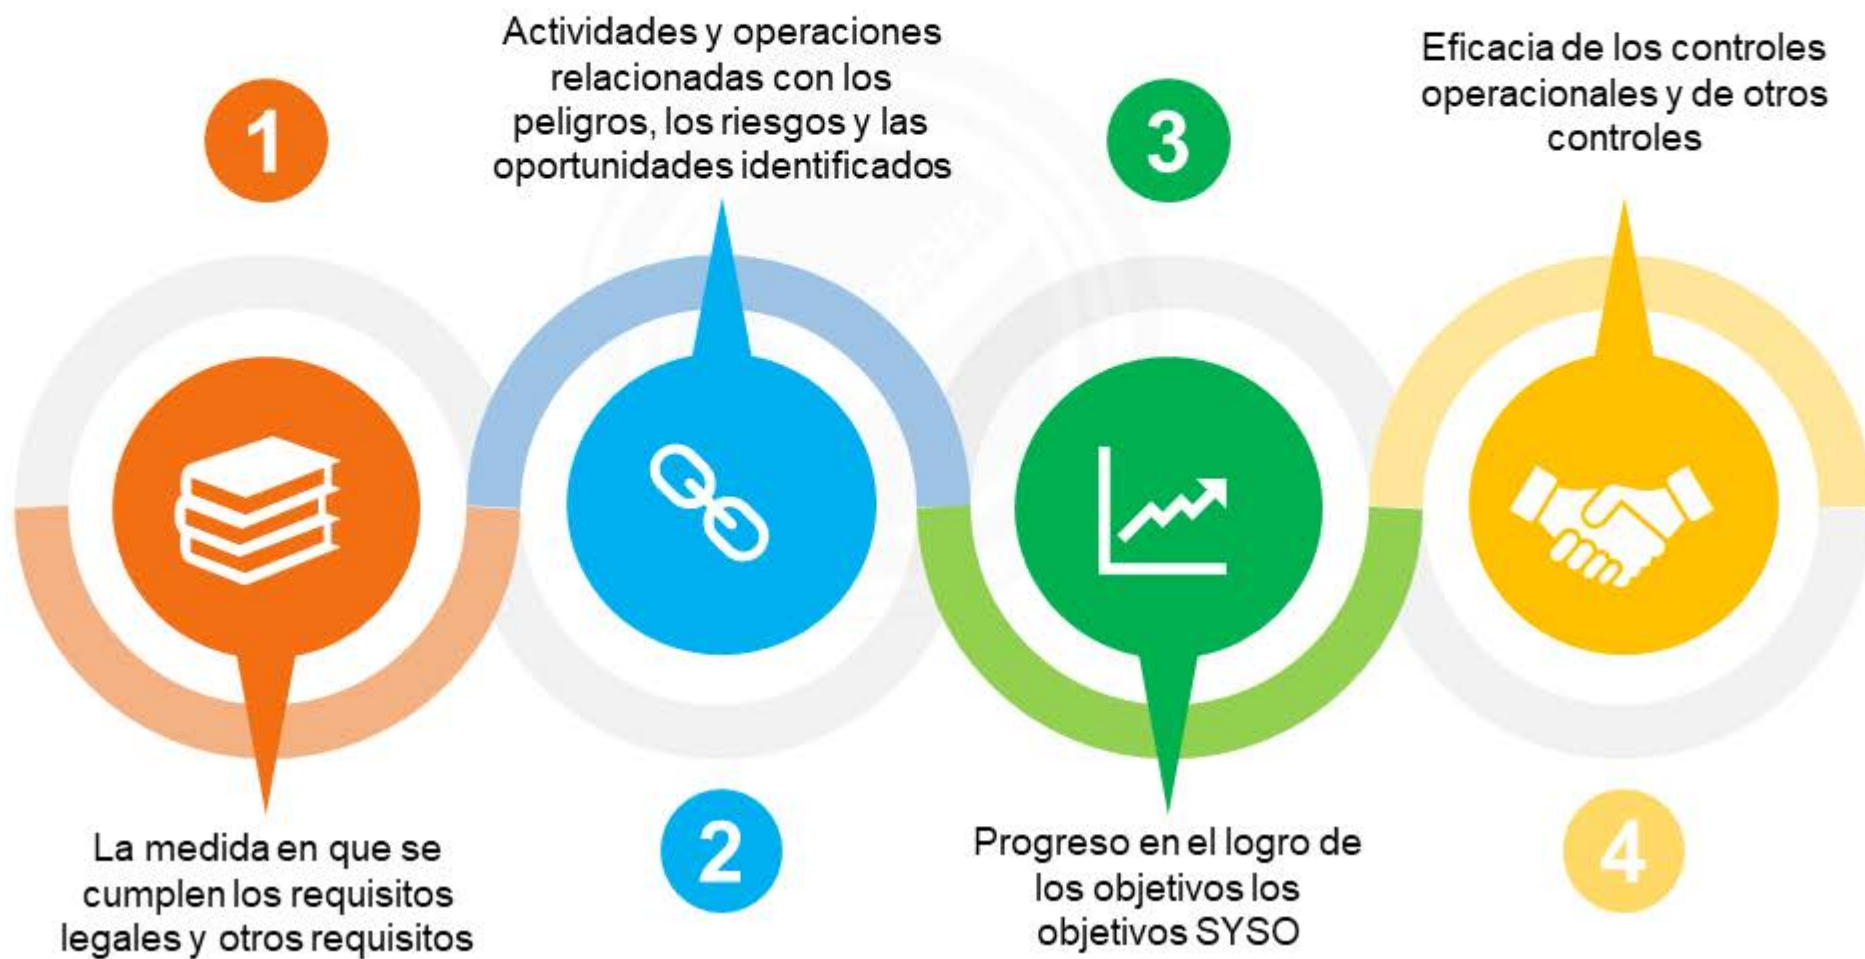 1
La medida en que se
cumplen los requisitos
legales y otros requisitos
Actividades y operaciones
relacionadas con los
peligros, los riesgos y las
oportunidades identificados
2
3
Progreso en el logro de
los objetivos los
objetivos SYSO
Eficacia de los controles
operacionales y de otros
controles
4